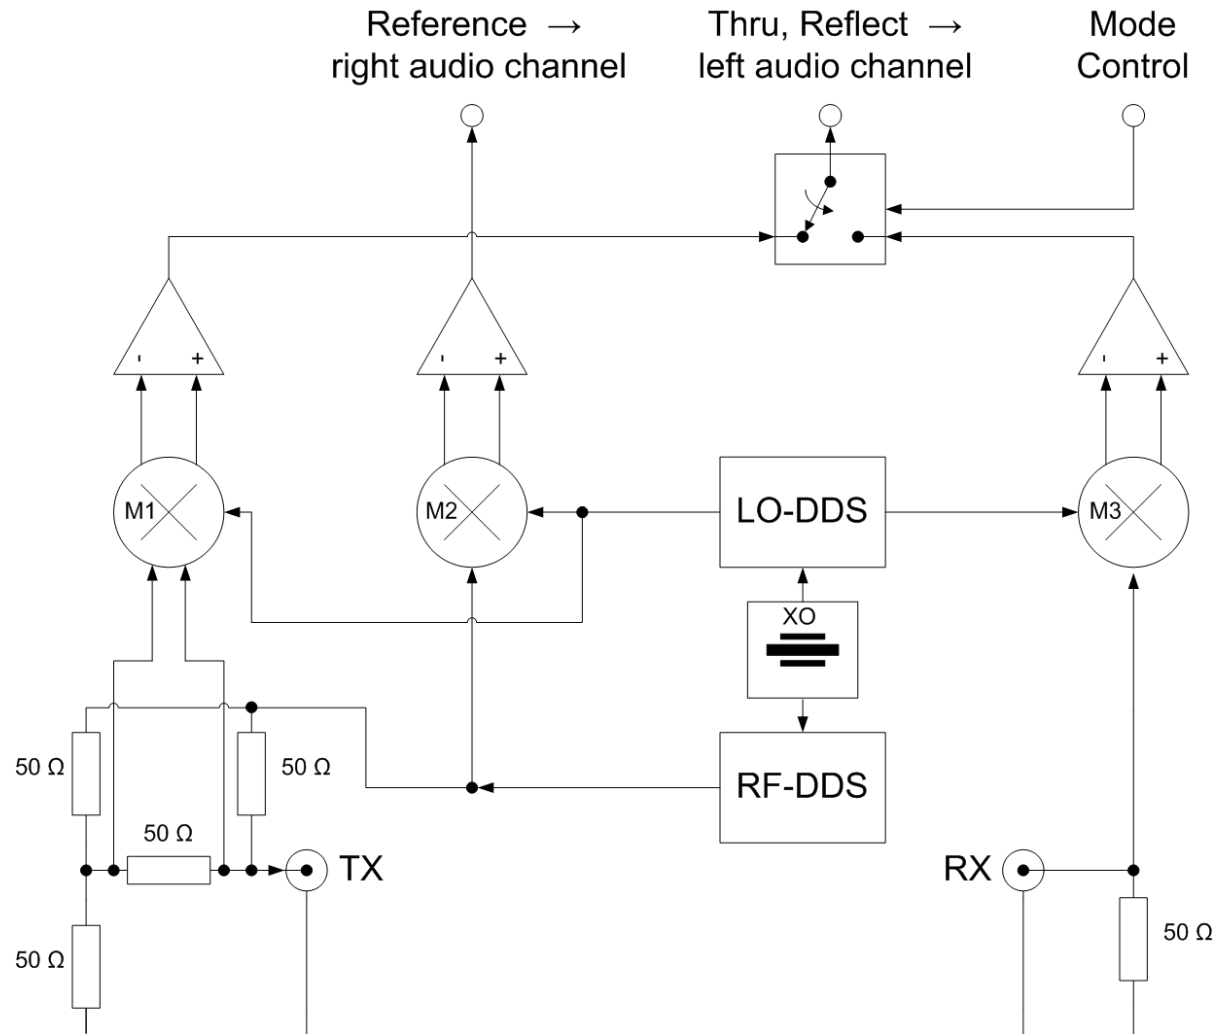 Reference → 
right audio channel
Thru, Reflect →
left audio channel
Mode
Control
- +
- +
- +
M1
M2
LO-DDS
M3
XO
RF-DDS
50 Ω
50 Ω
50 Ω
TX
RX
50 Ω
50 Ω